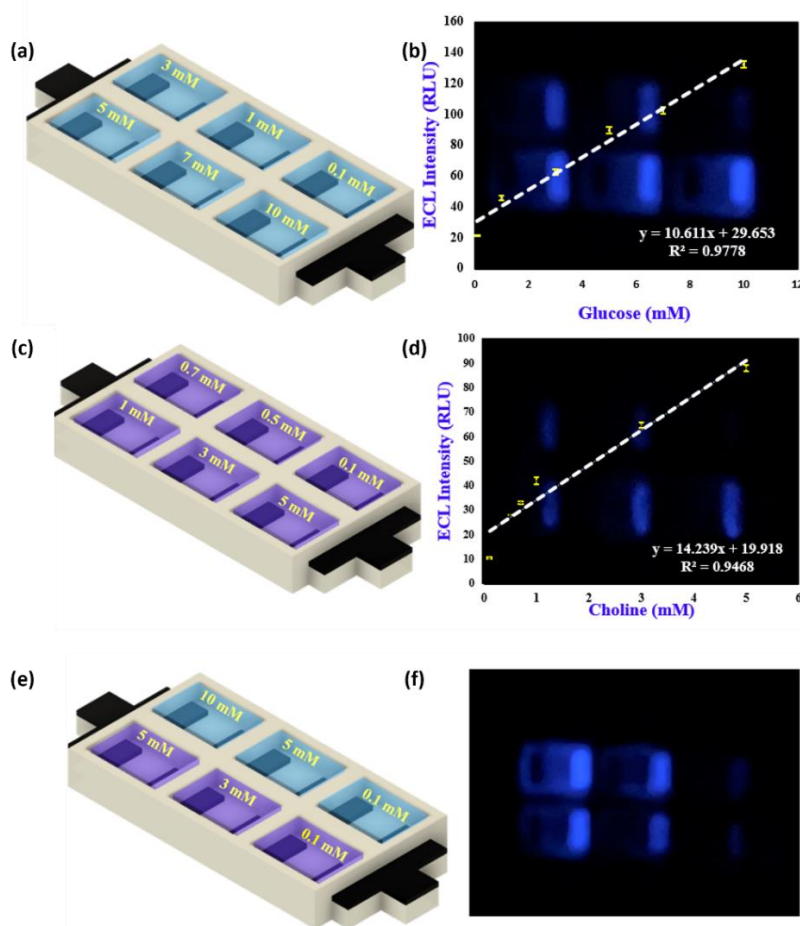 (a)
3 mM
1 mM
0.1 mM
5 mM
7 mM
10 mM
(b)
ECL Intensity (RLU)
160
140
120
100
80
60
40
20
0
0 2 4 6 8 10 12
Glucose (mM)
y = 10.611x + 29.653
R² = 0.9778
(c)
0.7 mM
0.5 mM
0.1 mM
1 mM
3 mM
5 mM
(d)
ECL Intensity (RLU)
100
90
80
70
60
50
40
30
20
10
0
0 1 2 3 4 5 6
Choline (mM)
y = 14.239x + 19.918
R² = 0.9468
(e)
10 mM
5 mM
0.1 mM
5 mM
3 mM
0.1 mM
(f)